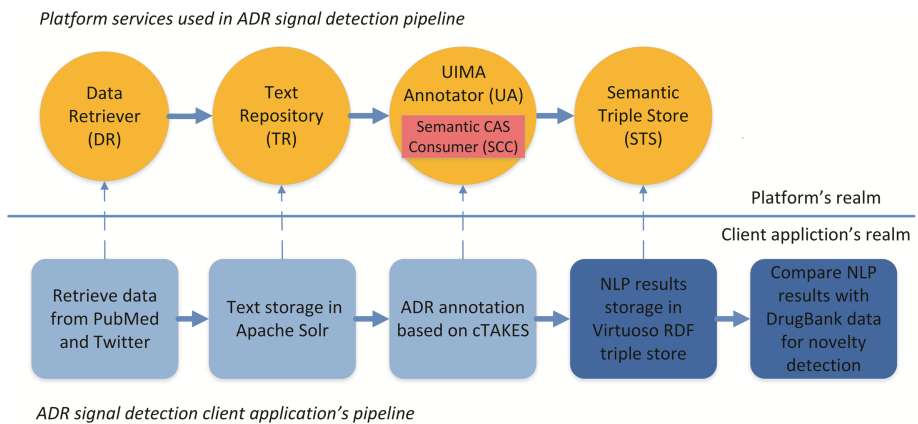 Platform services used in ADR signal detection pipeline
Data
Retriever
(DR)
Text
Repository
(TR)
UIMA
Annotator (UA)
Semantic CAS
Consumer (SCC)
Semantic
Triple Store
(STS)
Platform’s realm
Client appliction’s realm
Retrieve data
from PubMed
and Twitter
Text storage in
Apache Solr
ADR annotation
based on cTAKES
NLP results
storage in
Virtuoso RDF
triple store
Compare NLP
results with
DrugBank data
for novelty
detection
ADR signal detection client application’s pipeline